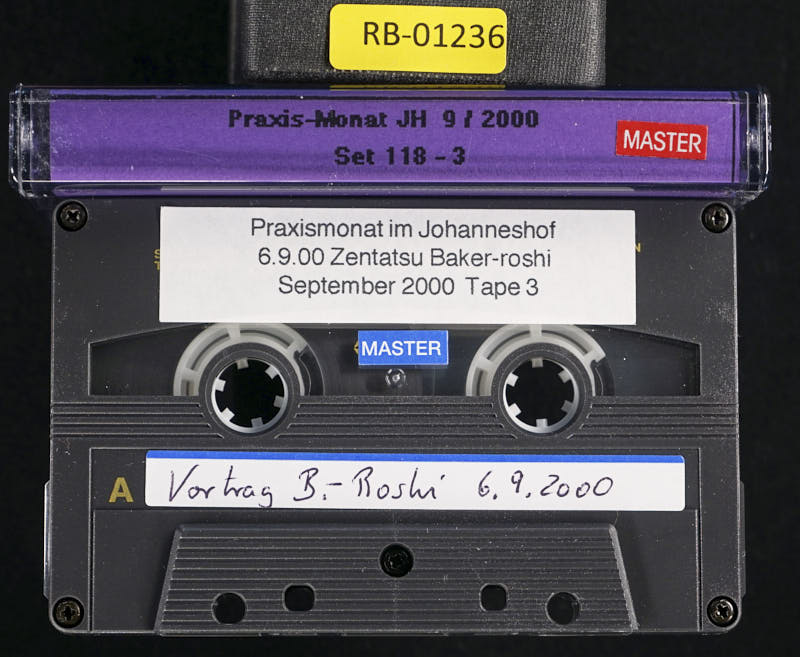 RB-01236
Praxis-Monat JH 9 / 2000
Set 118 - 3
MASTER
Praxismonat im Johanneshof
6.9.00 Zentatsu Baker-roshi
September 2000 Tape 3
MASTER
A
Vortrag B.-Roshi 6.9.2000